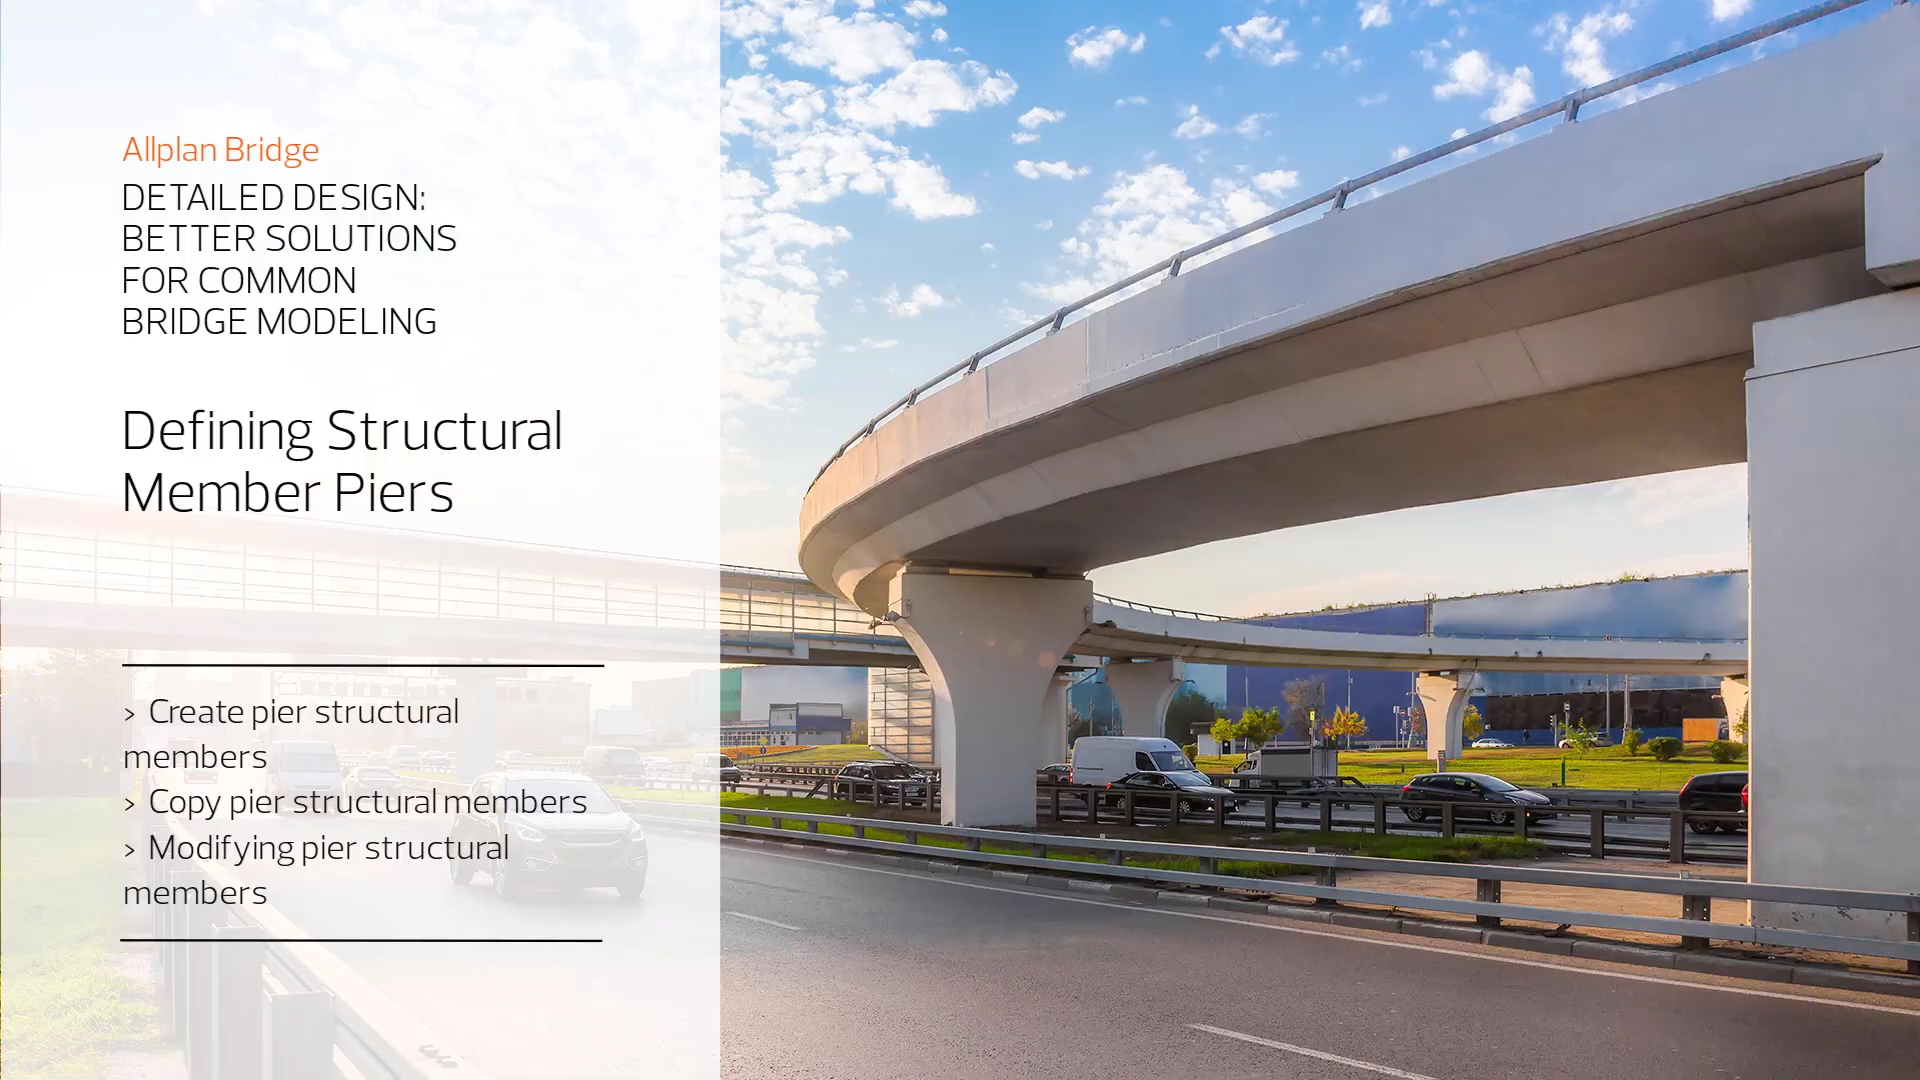 Allplan Bridge
DETAILED DESIGN:
BETTER SOLUTIONS
FOR COMMON
BRIDGE MODELING
Defining Structural
Member Piers
> Create pier structural
members
> Copy pier structural members
> Modifying pier structural
members